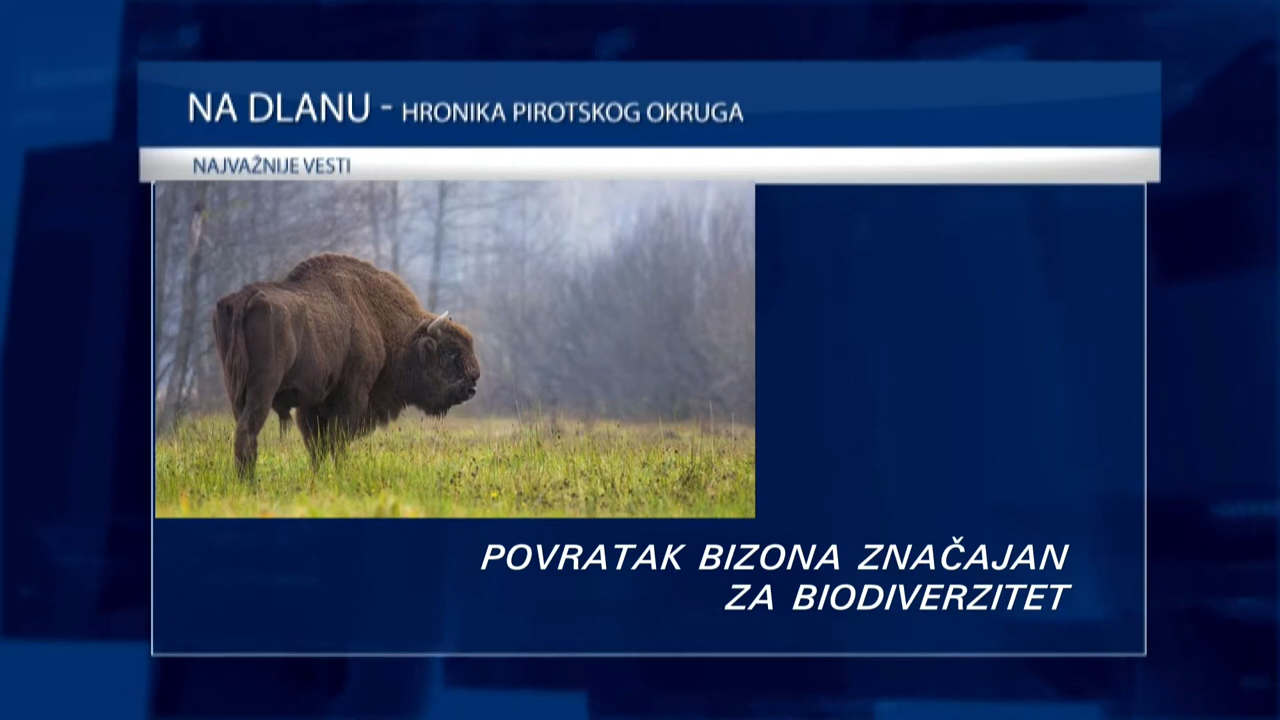 NA DLANU - HRONIKA PIROTSKOG OKRUGA
NAJVAŽNIJE VESTI
POVRATAK BIZONA ZNAČAJAN
ZA BIODIVERZITET